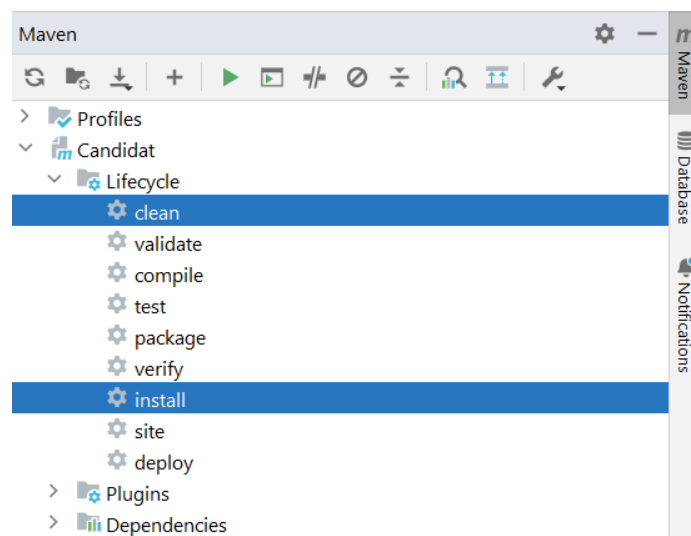 Maven
Profiles
Candidat
Lifecycle
clean
validate
compile
test
package
verify
install
site
deploy
Plugins
Dependencies
m
Maven
Database
Notifications